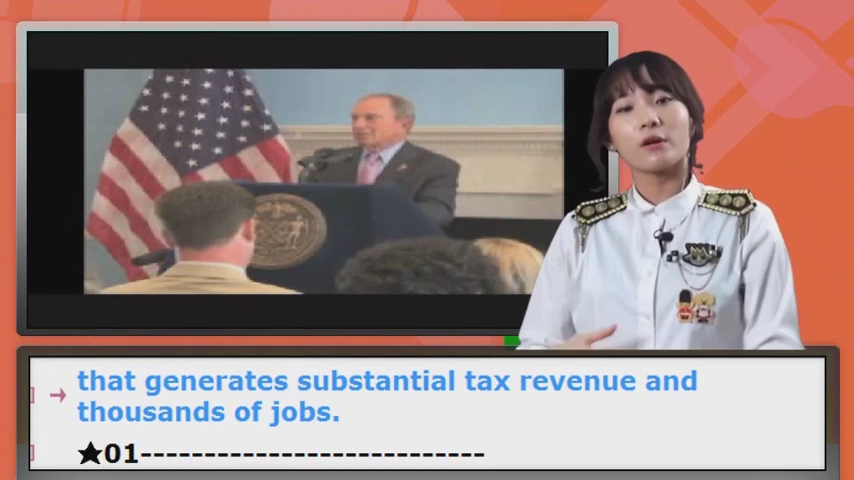 → that generates substantial tax revenue and
thousands of jobs.
★01---------------------------